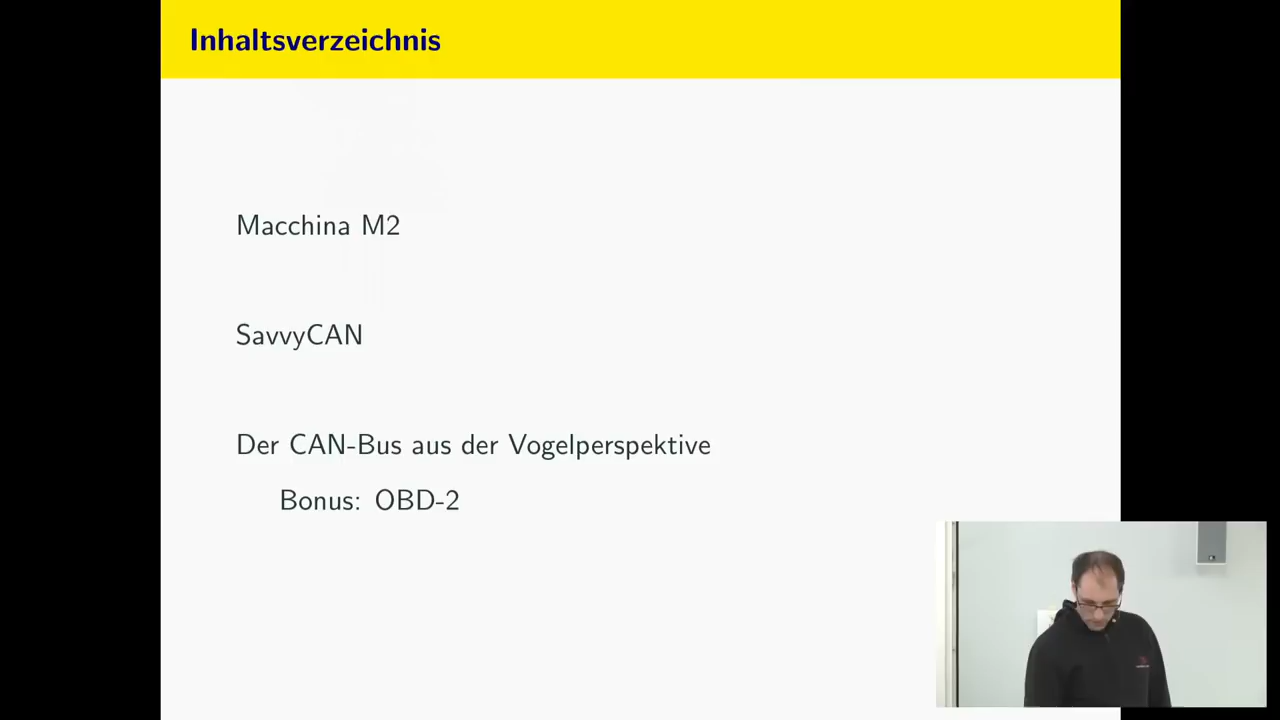 Inhaltsverzeichnis
Macchina M2
SavvyCAN
Der CAN-Bus aus der Vogelperspektive
Bonus: OBD-2